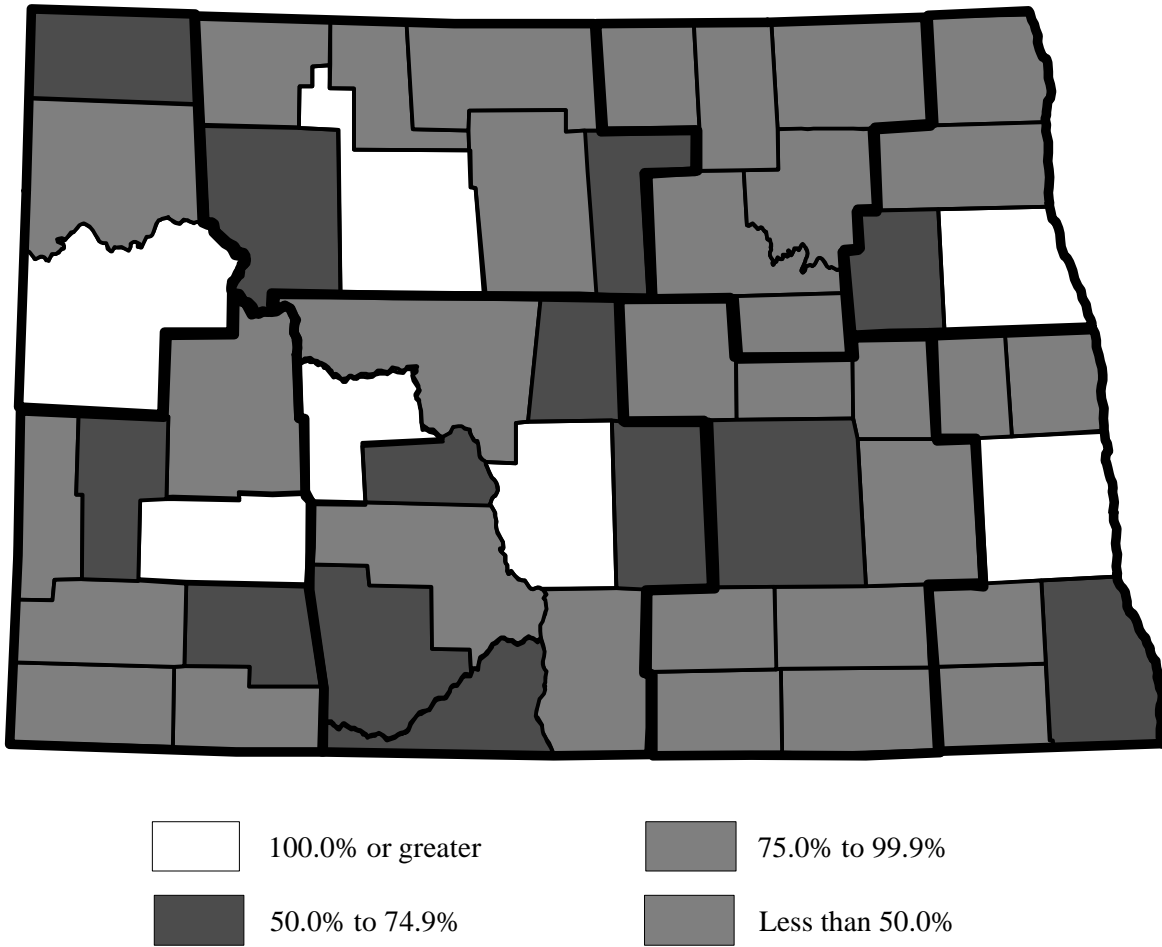 100.0% or greater
75.0% to 99.9%
50.0% to 74.9%
Less than 50.0%